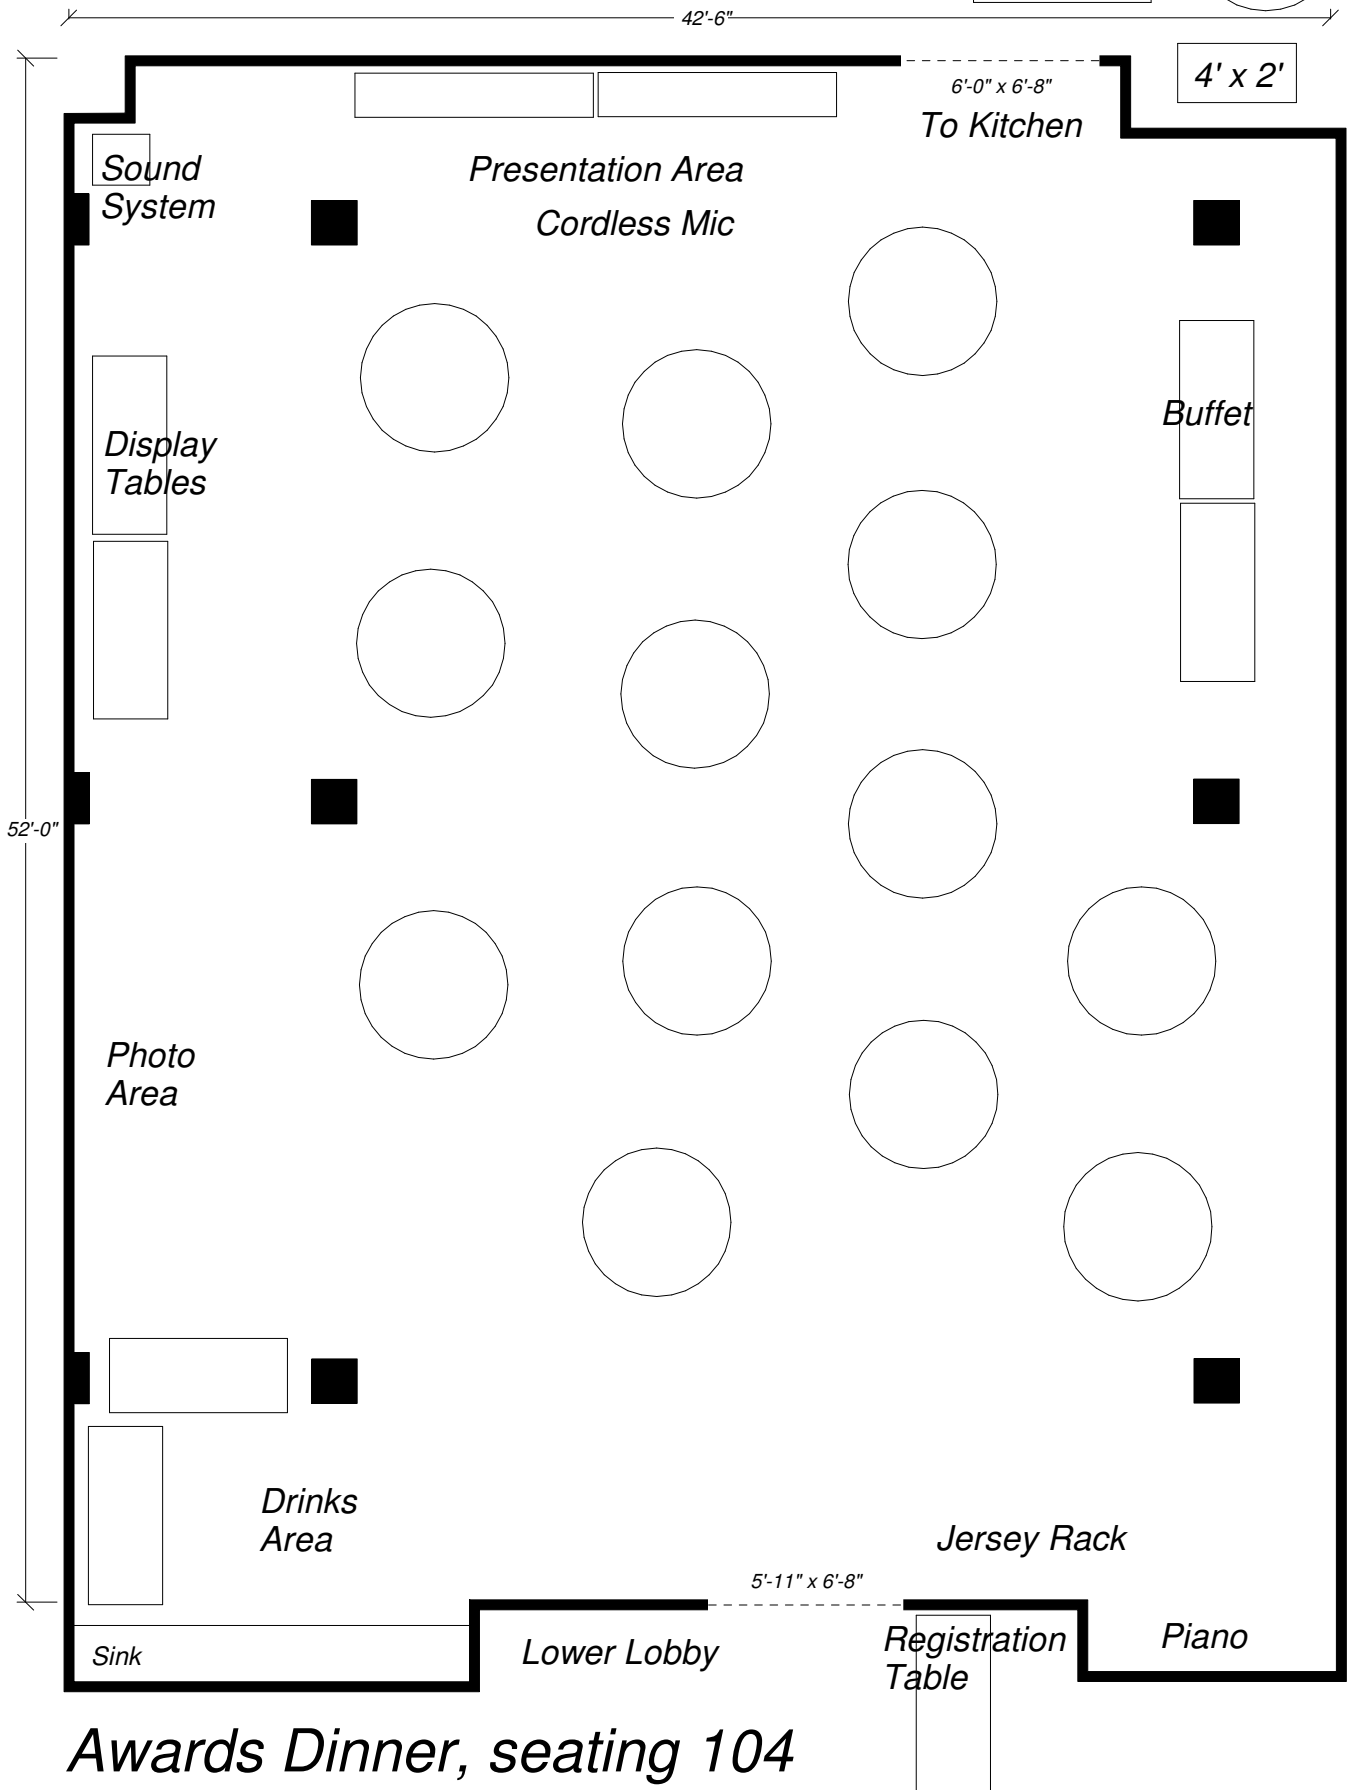 42'-6"
4' x 2'
6'-0" x 6'-8"
To Kitchen
Sound
System
Presentation Area
Cordless Mic
Buffet
Display
Tables
52'-0"
Photo
Area
Drinks
Area
Jersey Rack
5'-11" x 6'-8"
Sink
Lower Lobby
Registration
Table
Piano
Awards Dinner, seating 104